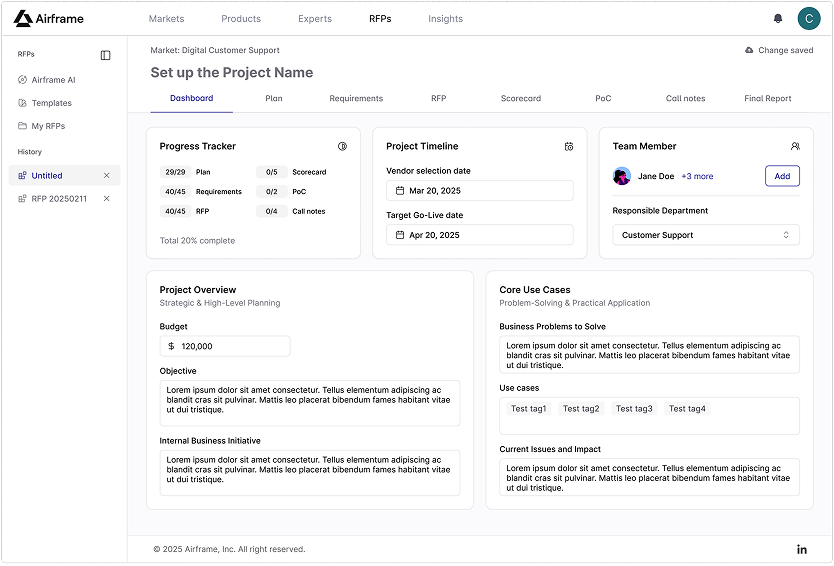 Airframe
Markets Products Experts RFPs Insights
C
RFPs
Airframe AI
Templates
My RFPs
History
Untitled
RFP 20250211
Market: Digital Customer Support
Change saved
Set up the Project Name
Dashboard Plan Requirements RFP Scorecard PoC Call notes Final Report
Progress Tracker
29/29 Plan 0/5 Scorecard
40/45 Requirements 0/2 PoC
40/45 RFP 0/4 Call notes
Total 20% complete
Project Timeline
Vendor selection date
Mar 20, 2025
Target Go-Live date
Apr 20, 2025
Team Member
Jane Doe +3 more Add
Responsible Department
Customer Support
Project Overview
Strategic & High-Level Planning
Budget
$ 120,000
Objective
Lorem ipsum dolor sit amet consectetur. Tellus elementum adipiscing ac
blandit cras sit pulvinar. Mattis leo placerat bibendum fames habitant vitae
ut dui tristique.
Internal Business Initiative
Lorem ipsum dolor sit amet consectetur. Tellus elementum adipiscing ac
blandit cras sit pulvinar. Mattis leo placerat bibendum fames habitant vitae
ut dui tristique.
Core Use Cases
Problem-Solving & Practical Application
Business Problems to Solve
Lorem ipsum dolor sit amet consectetur. Tellus elementum adipiscing ac
blandit cras sit pulvinar. Mattis leo placerat bibendum fames habitant vitae
ut dui tristique.
Use cases
Test tag1 Test tag2 Test tag3 Test tag4
Current Issues and Impact
Lorem ipsum dolor sit amet consectetur. Tellus elementum adipiscing ac
blandit cras sit pulvinar. Mattis leo placerat bibendum fames habitant vitae
ut dui tristique.
© 2025 Airframe, Inc. All right reserved.
in